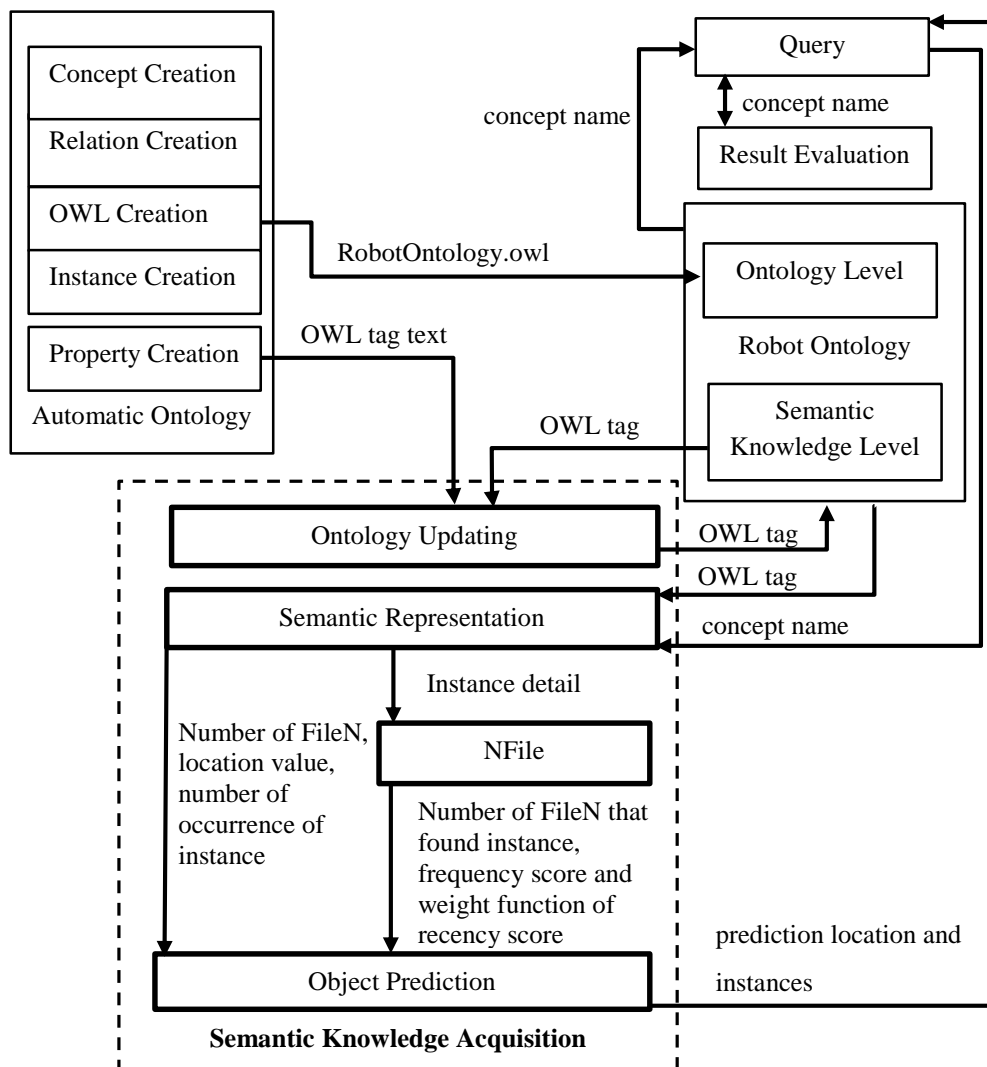 Concept Creation
Relation Creation
OWL Creation
Instance Creation
Property Creation
Automatic Ontology
Query
concept name
concept name
Result Evaluation
RobotOntology.owl
Ontology Level
Robot Ontology
OWL tag text
OWL tag
Semantic
Knowledge Level
Ontology Updating
OWL tag
OWL tag
Semantic Representation
concept name
Instance detail
Number of FileN,
location value,
number of
occurrence of
instance
NFile
Number of FileN that
found instance,
frequency score and
weight function of
recency score
Object Prediction
prediction location and
instances
Semantic Knowledge Acquisition